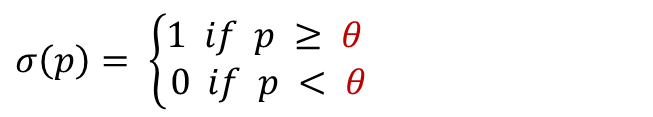 σ(p) = {1 if p ≥ θ
0 if p < θ